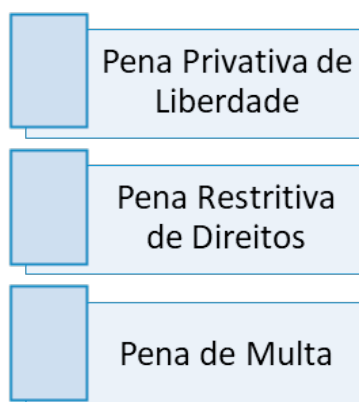 Pena Privativa de
Liberdade
Pena Restritiva
de Direitos
Pena de Multa